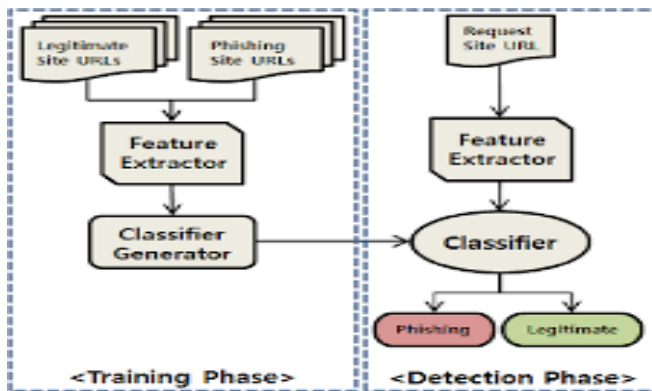 Legitimate
Site URLs
Phishing
Site URLs
Feature
Extractor
Classifier
Generator
<Training Phase>
Request
Site URL
Feature
Extractor
Classifier
Phishing
Legitimate
<Detection Phase>